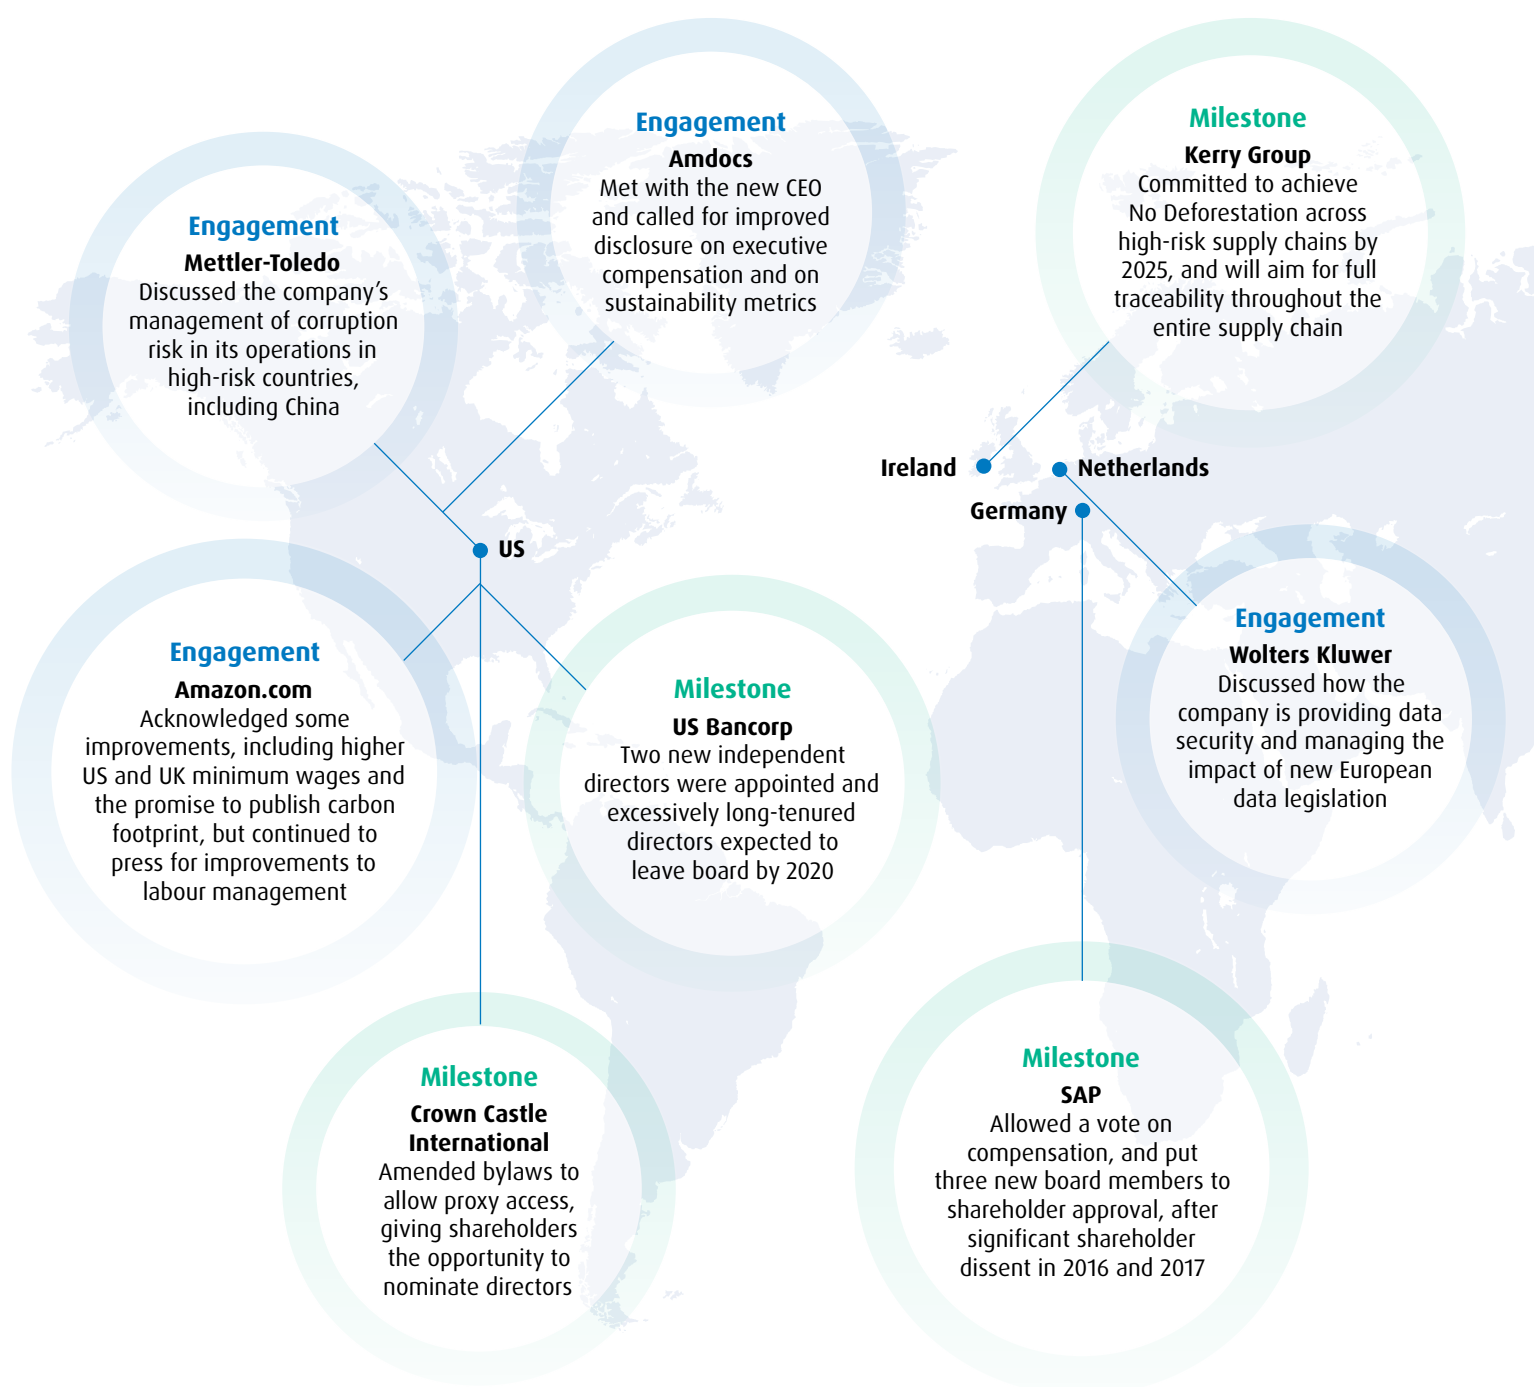 Engagement
Mettler-Toledo
Discussed the company’s
management of corruption
risk in its operations in
high-risk countries,
including China
Engagement
Amdocs
Met with the new CEO
and called for improved
disclosure on executive
compensation and on
sustainability metrics
Milestone
Kerry Group
Committed to achieve
No Deforestation across
high-risk supply chains by
2025, and will aim for full
traceability throughout the
entire supply chain
Ireland
Netherlands
Germany
US
Engagement
Amazon.com
Acknowledged some
improvements, including higher
US and UK minimum wages and
the promise to publish carbon
footprint, but continued to
press for improvements to
labour management
Milestone
US Bancorp
Two new independent
directors were appointed and
excessively long-tenured
directors expected to
leave board by 2020
Engagement
Wolters Kluwer
Discussed how the
company is providing data
security and managing the
impact of new European
data legislation
Milestone
Crown Castle
International
Amended bylaws to
allow proxy access,
giving shareholders
the opportunity to
nominate directors
Milestone
SAP
Allowed a vote on
compensation, and put
three new board members to
shareholder approval, after
significant shareholder
dissent in 2016 and 2017